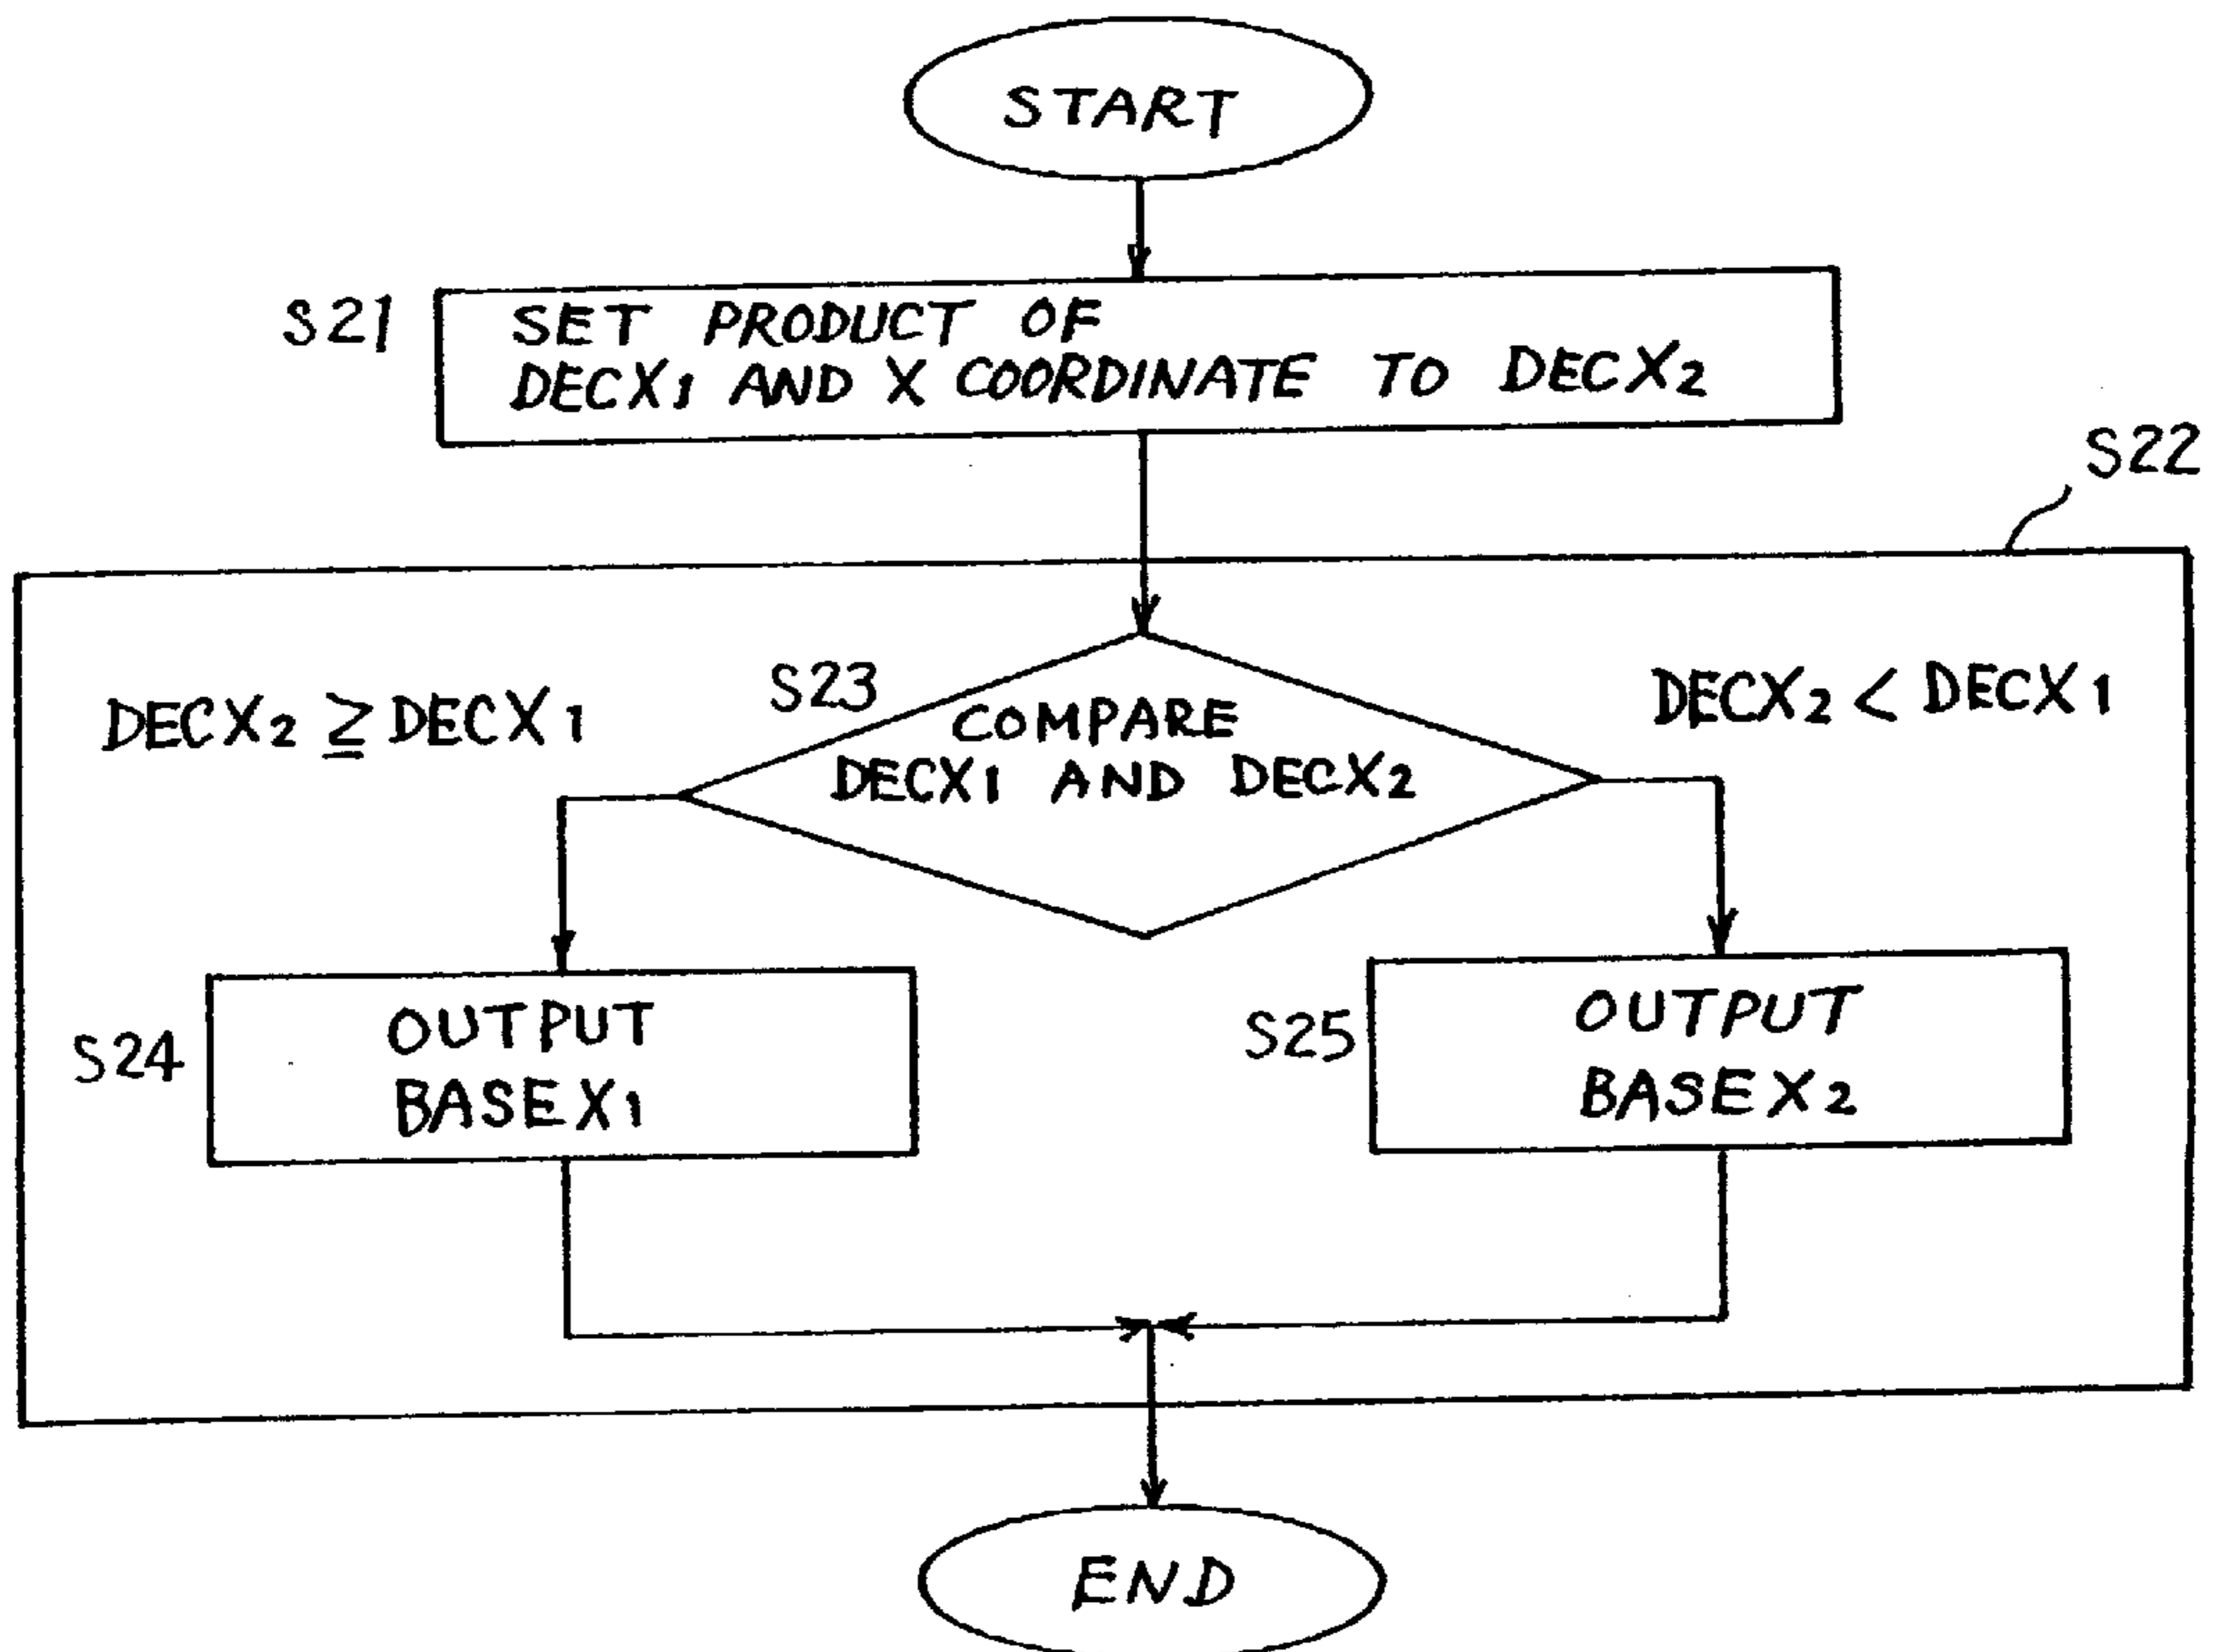 START
S21
SET PRODUCT OF
DECX1 AND X COORDINATE TO DECX2
S22
S23
DECX2 ≧ DECX1
DECX2 < DECX1
COMPARE
DECX1 AND DECX2
S24
OUTPUT
BASEX1
S25
OUTPUT
BASEX2
END